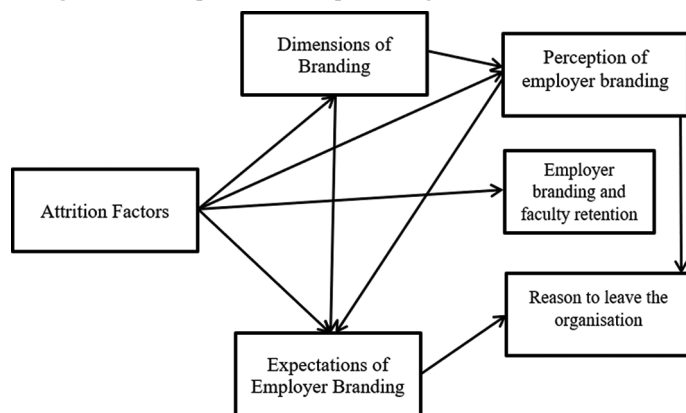 Dimensions of
Branding
Perception of
employer branding
Attrition Factors
Employer
branding and
faculty retention
Reason to leave the
organisation
Expectations of
Employer Branding